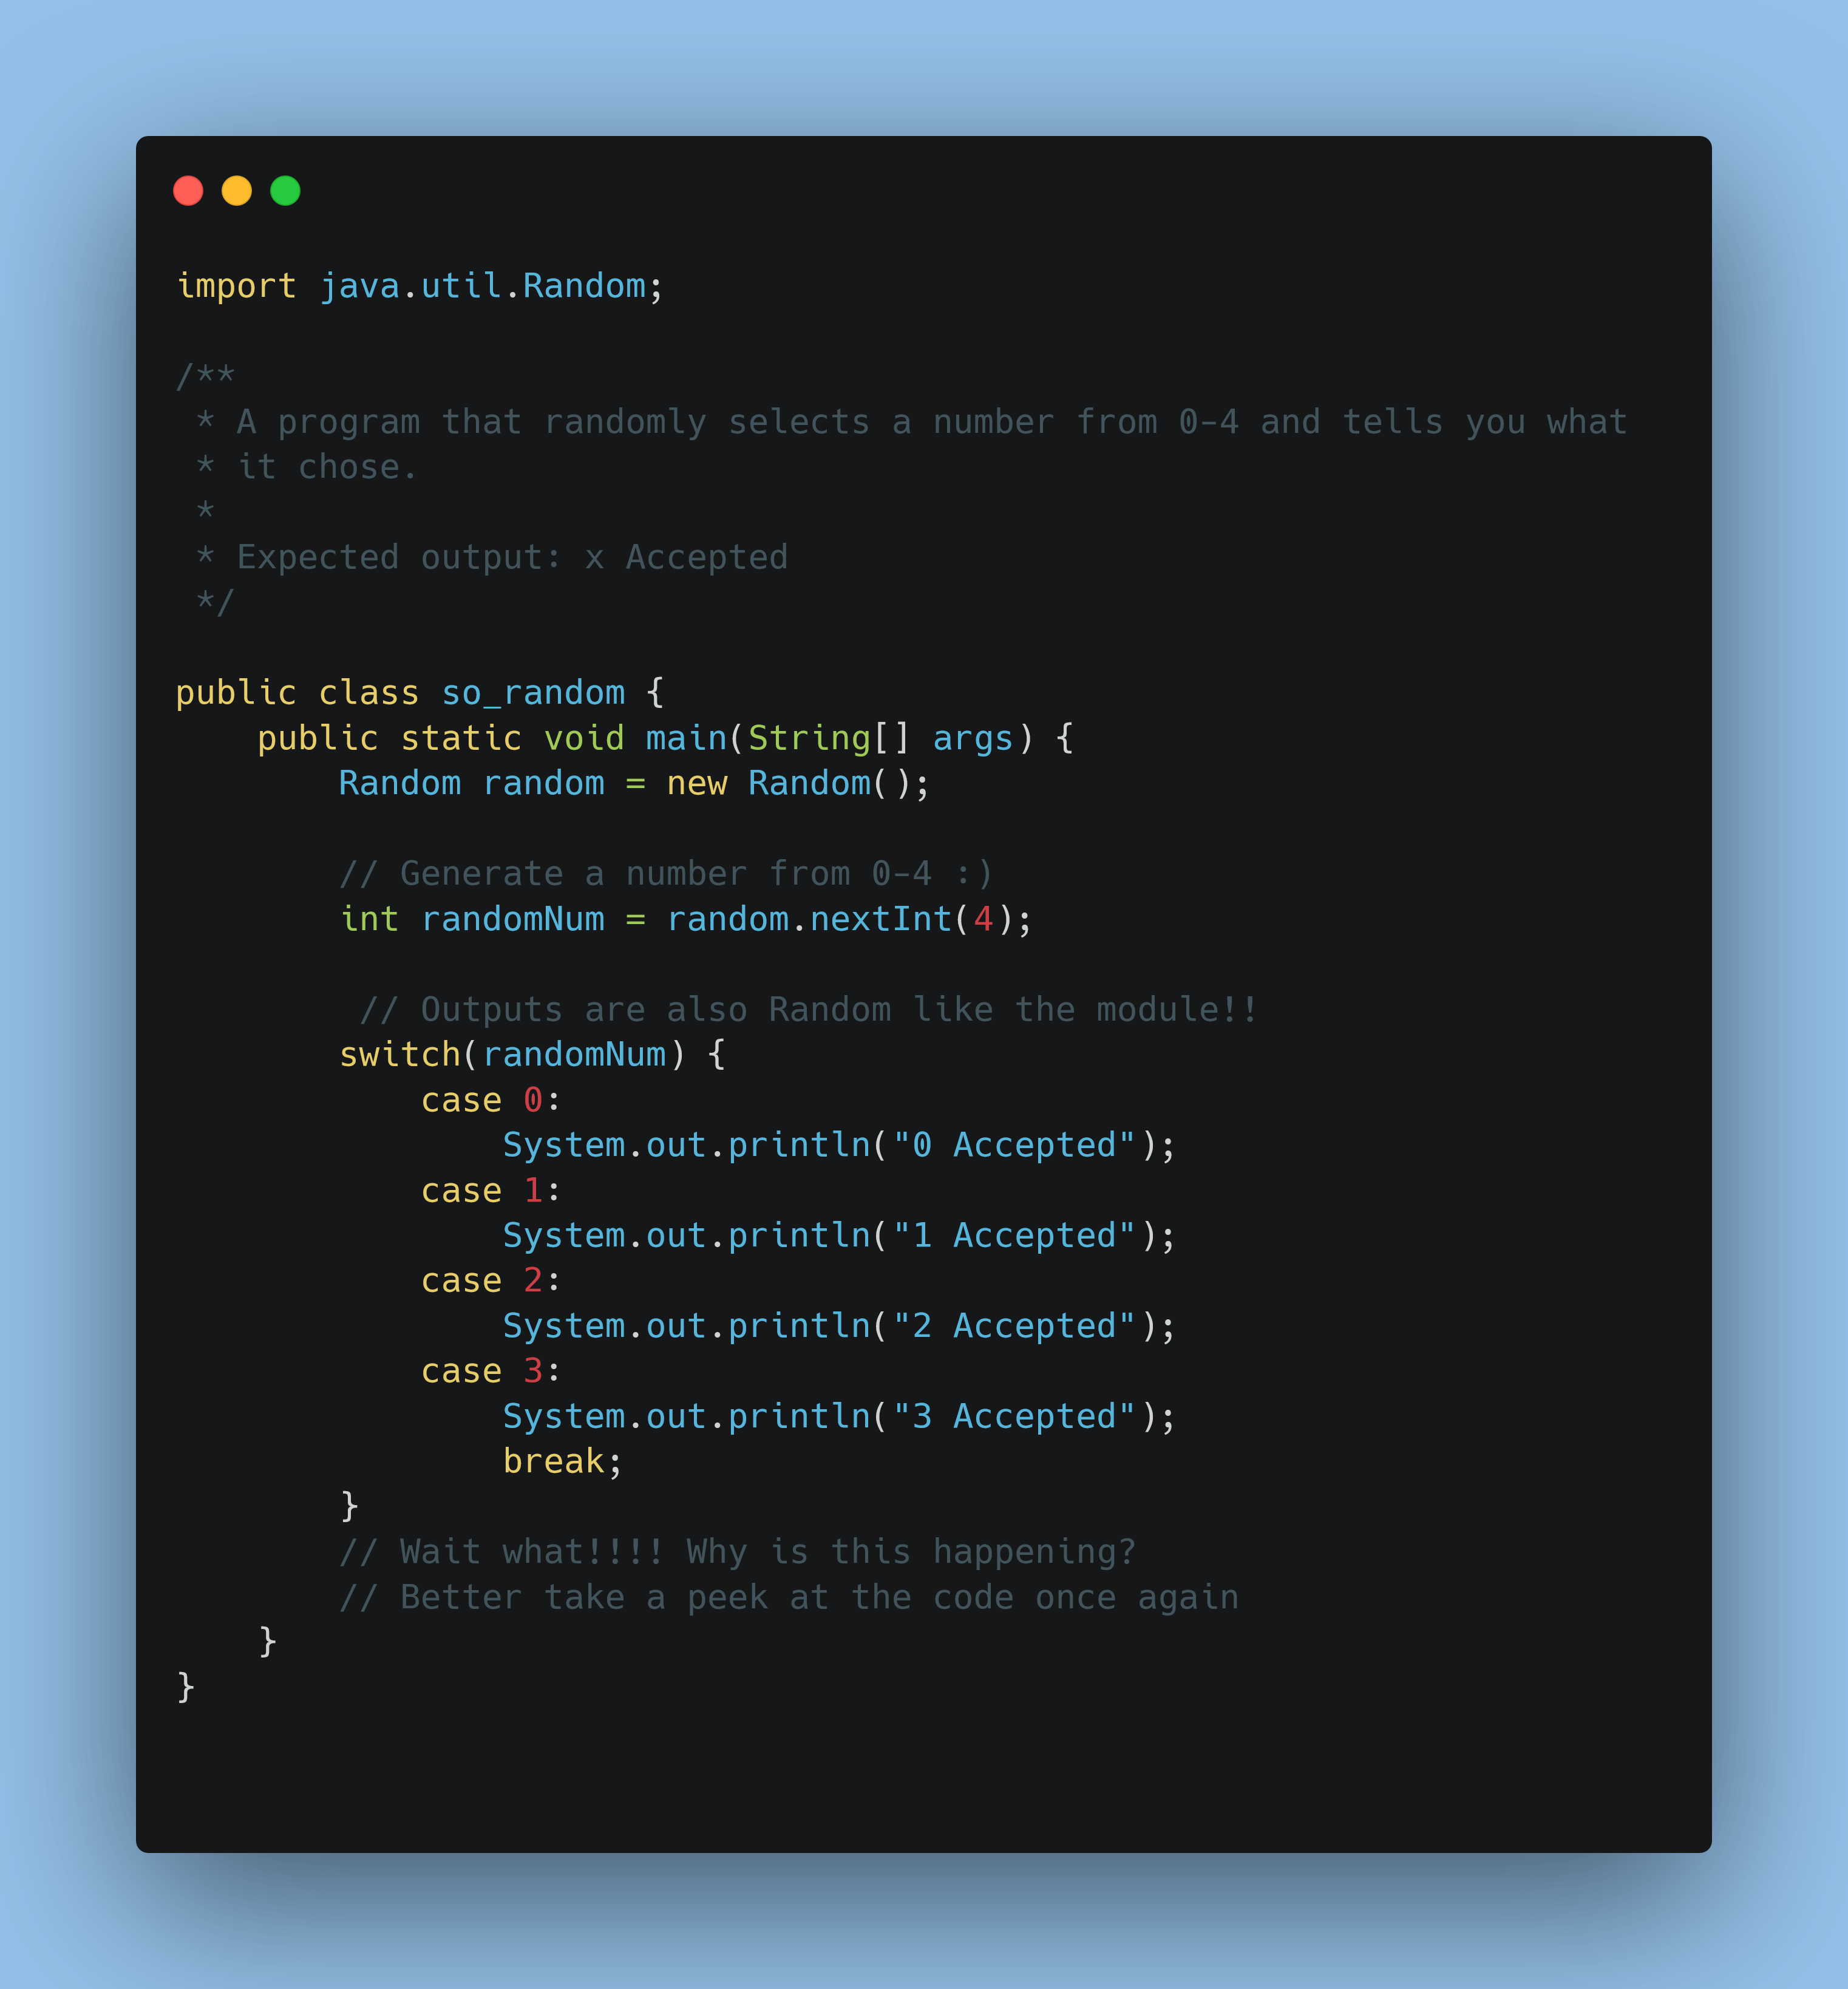 import java.util.Random;
/**
 * A program that randomly selects a number from 0-4 and tells you what
 * it chose.
 *
 * Expected output: x Accepted
 */
public class so_random {
    public static void main(String[] args) {
        Random random = new Random();
        // Generate a number from 0-4 :)
        int randomNum = random.nextInt(4);
         // Outputs are also Random like the module!!
        switch(randomNum) {
            case 0:
                System.out.println("0 Accepted");
            case 1:
                System.out.println("1 Accepted");
            case 2:
                System.out.println("2 Accepted");
            case 3:
                System.out.println("3 Accepted");
                break;
        }
        // Wait what!!!! Why is this happening?
        // Better take a peek at the code once again
    }
}